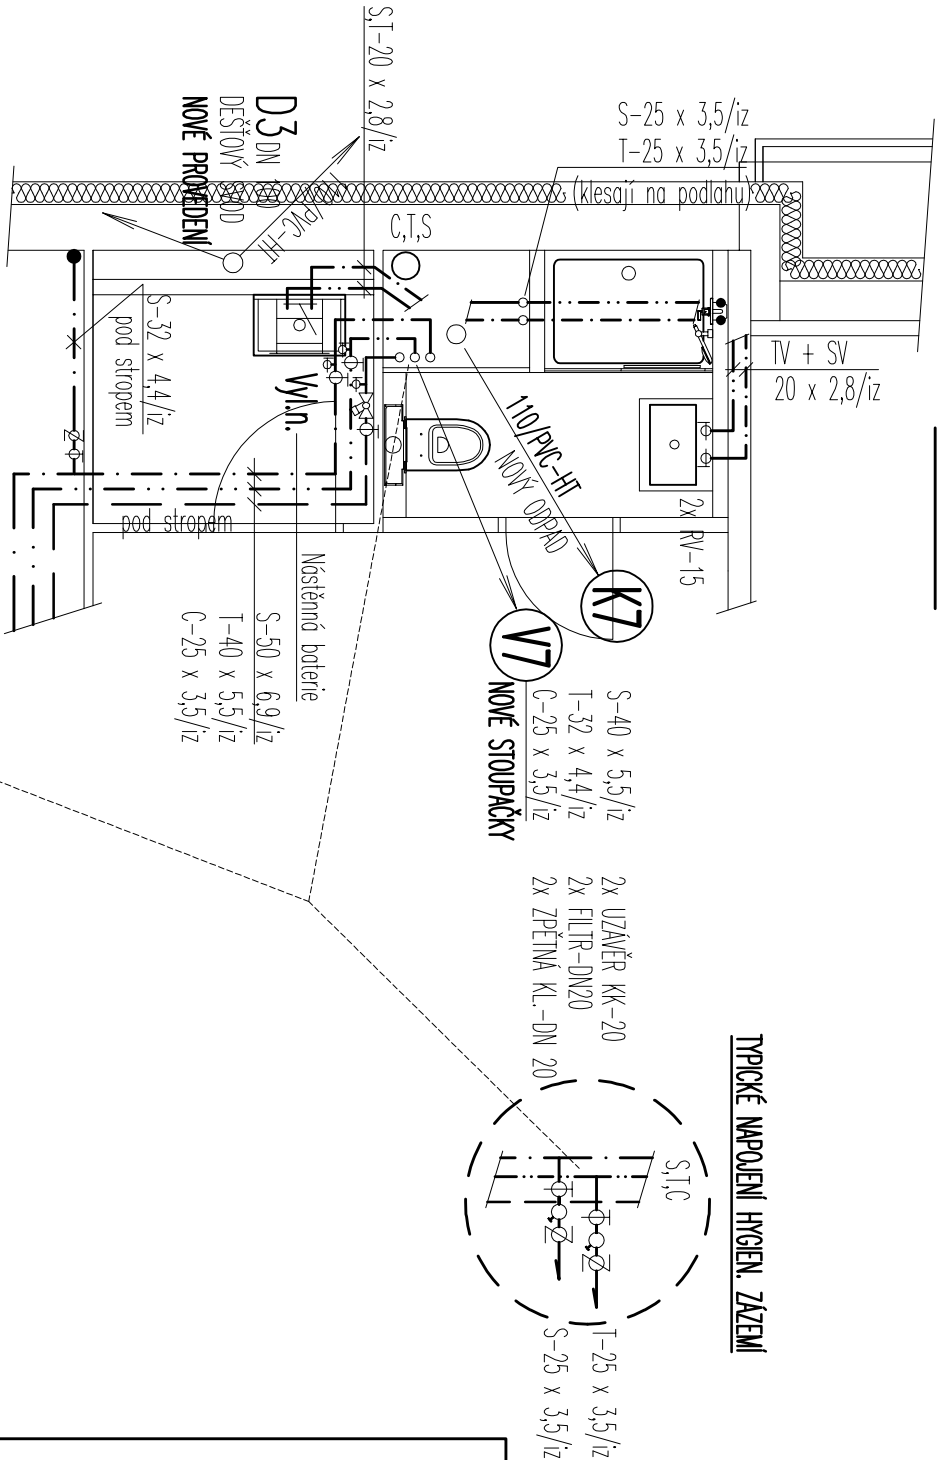 S,T-20 x 2,8/iz
D3 DN 100
DEŠŤOVÝ SVOD
NOVÉ PROVEDENÍ
110/PVC-HT
S-25 x 3,5/iz
T-25 x 3,5/iz
(klesají na podlahu)
C,T,S
S-32 x 4,4/iz
pod stropem
Výlin.
TV + SV
20 x 2,8/iz
110/PVC-HT
NOVÝ ODPAD
2x RV-15
pod stropem
Nástěnná baterie
S-50 x 6,9/iz
T-40 x 5,5/iz
C-25 x 3,5/iz
K7
V7
S-40 x 5,5/iz
T-32 x 4,4/iz
C-25 x 3,5/iz
NOVÉ STOUPAČKY
2x UZÁVĚR KK-20
2x FILTR-DN20
2x ZPĚTNÁ KL.-DN 20
TYPICKÉ NAPOJENÍ HYGIEN. ZÁZEMÍ
S,T,C
T-25 x 3,5/iz
S-25 x 3,5/iz